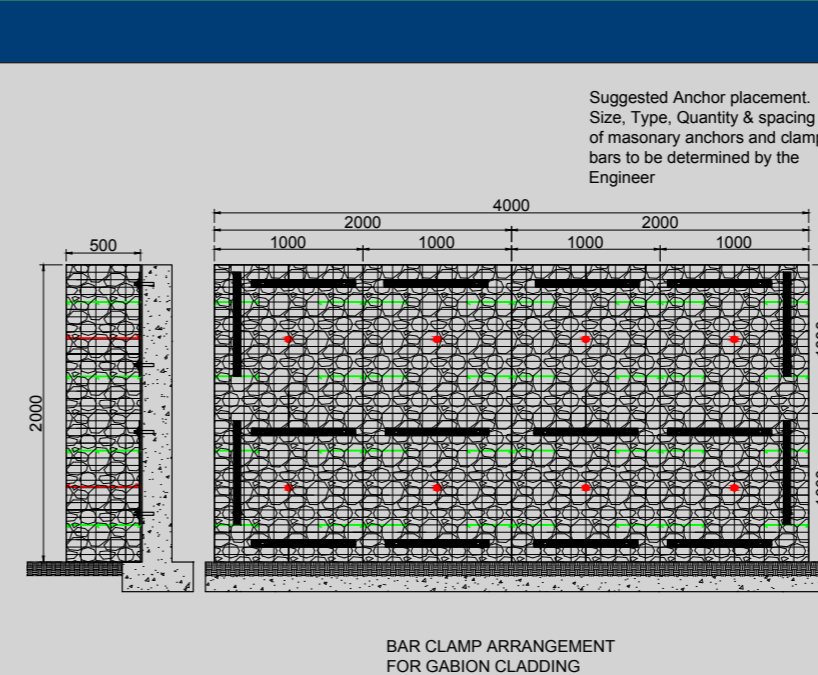 Suggested Anchor placement.
Size, Type, Quantity & spacing
of masonary anchors and clamp
bars to be determined by the
Engineer
4000
2000 2000
500 1000 1000 1000 1000
2000
BAR CLAMP ARRANGEMENT
FOR GABION CLADDING